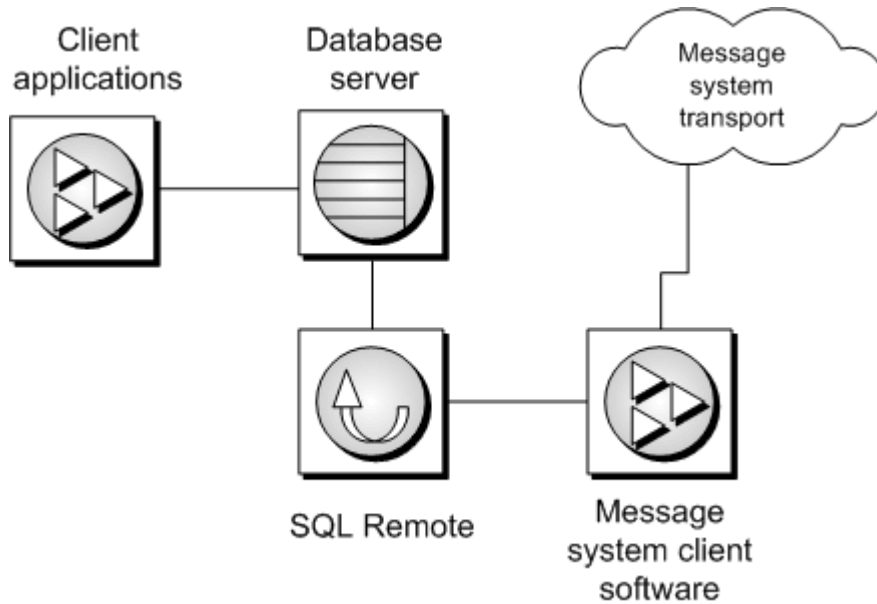 Client
applications
Database
server
Message
system
transport
SQL Remote
Message
system client
software